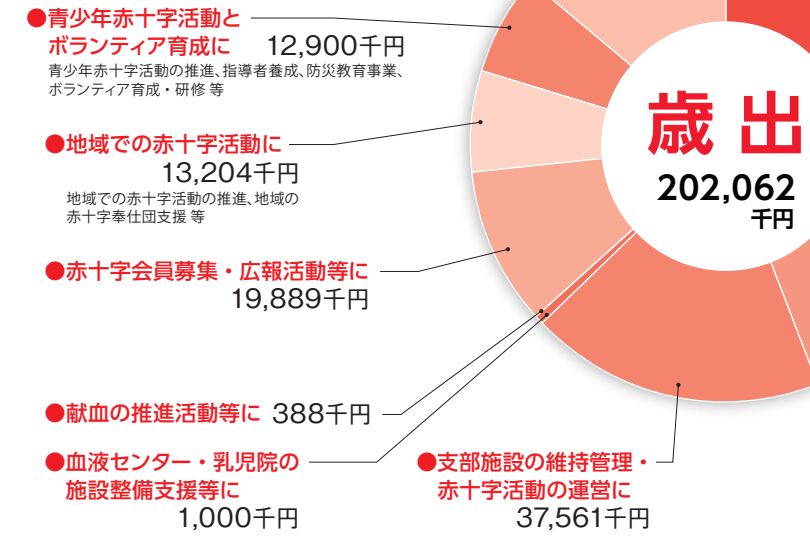 ●青少年赤十字活動と
ボランティア育成に 12,900千円
青少年赤十字活動の推進、指導者養成、防災教育事業、
ボランティア育成・研修 等
●地域での赤十字活動に
13,204千円
地域での赤十字活動の推進、地域の
赤十字奉仕団支援 等
●赤十字会員募集・広報活動等に
19,889千円
●献血の推進活動等に 388千円
●血液センター・乳児院の
施設整備支援等に
1,000千円
●支部施設の維持管理・
赤十字活動の運営に
37,561千円
歳出
202,062
千円